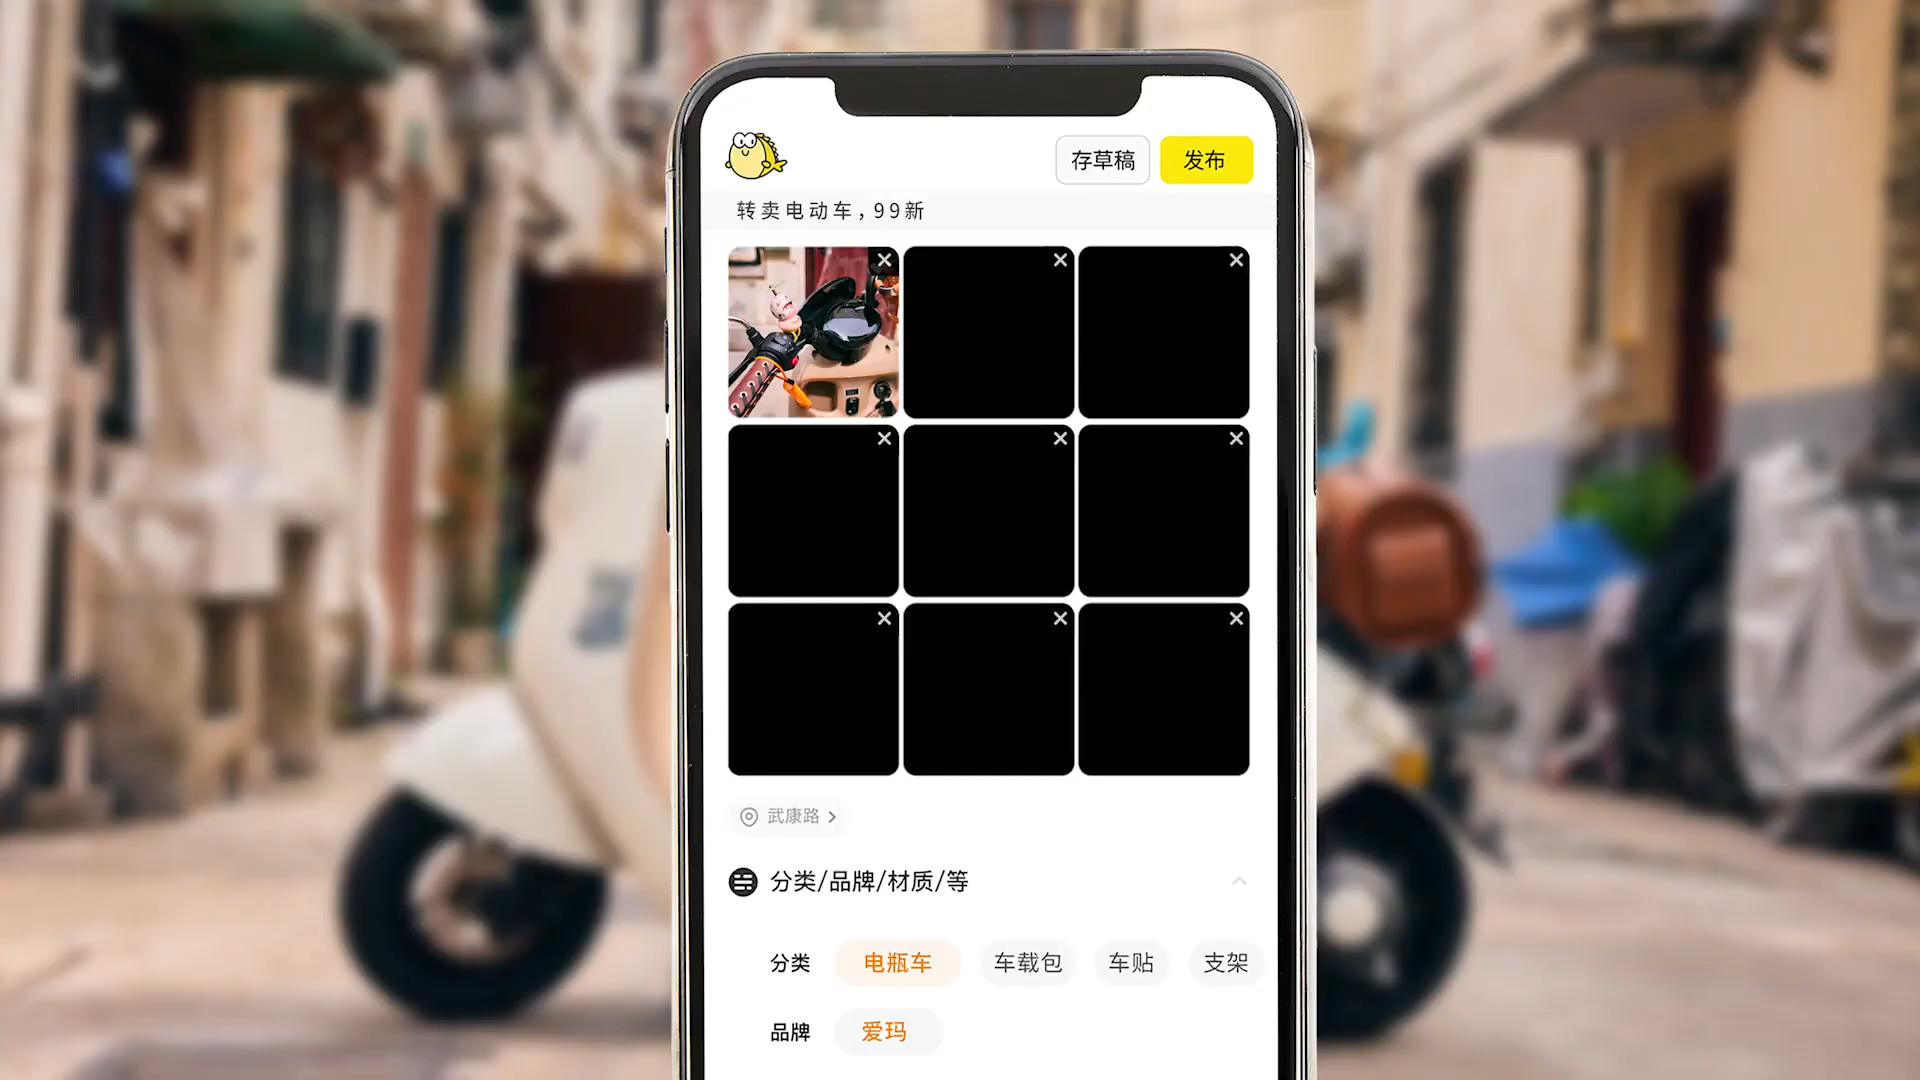 存草稿 发布
转卖电动车，99新
武康路
分类/品牌/材质/等
分类 电瓶车 车载包 车贴 支架
品牌 爱玛